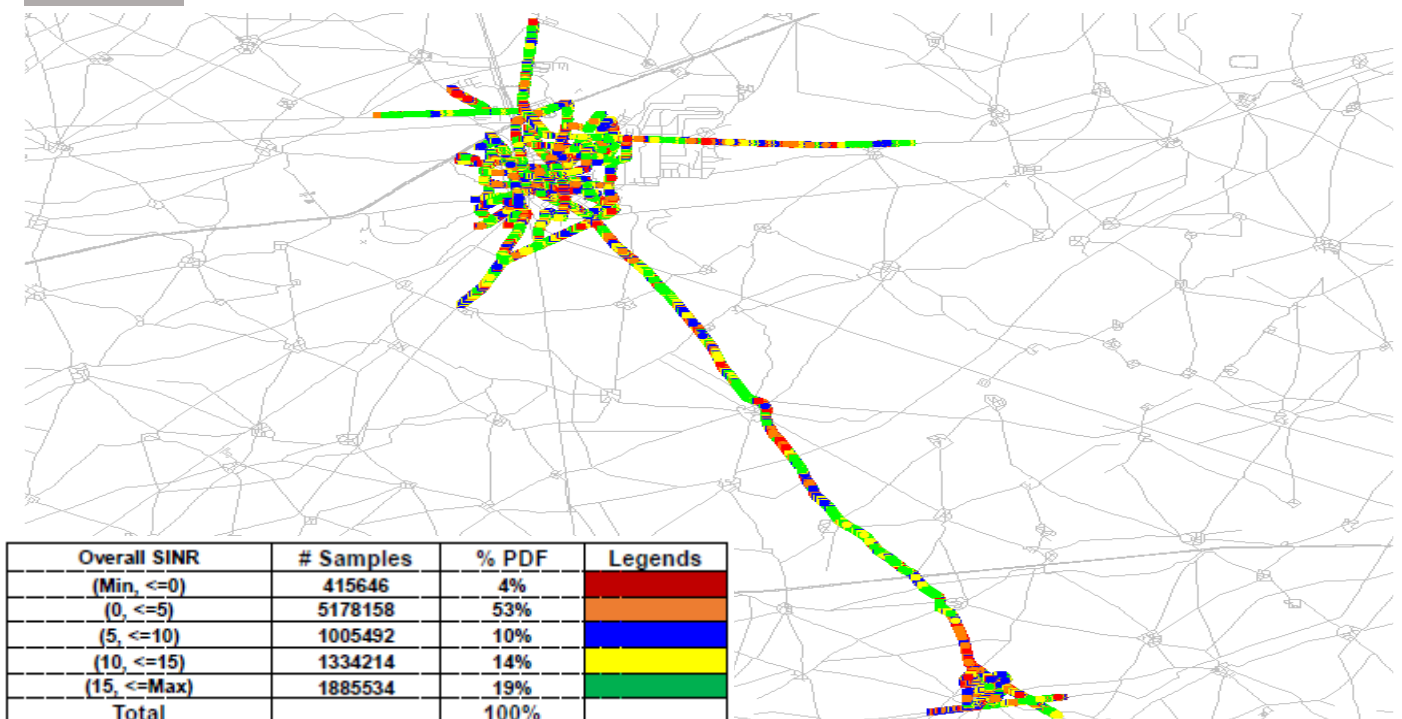 Overall SINR # Samples % PDF Legends
(Min, <=0) 415646 4%
(0, <=5) 5178158 53%
(5, <=10) 1005492 10%
(10, <=15) 1334214 14%
(15, <=Max) 1885534 19%
Total 100%